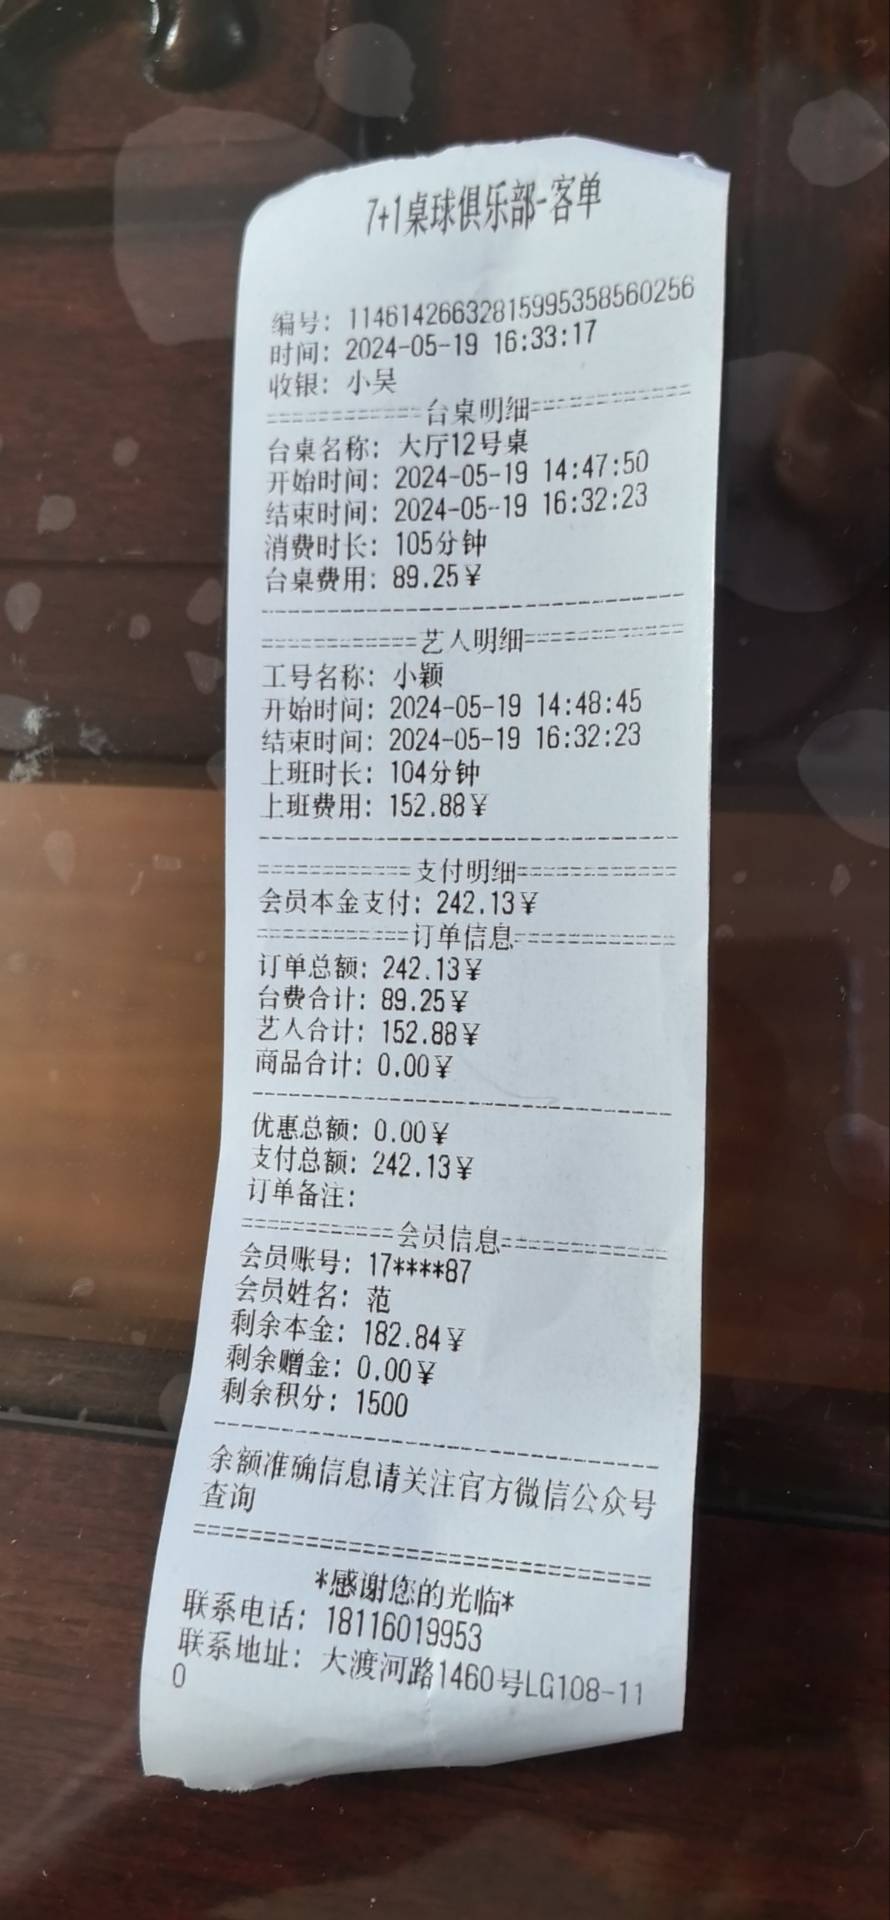 7+1桌球俱乐部-客单
编号: 1146142663281599535856​0256
时间: 2024-05-19 16:33:17
收银: 小吴
============台桌明细============
台桌名称: 大厅12号桌
开始时间: 2024-05-19 14:47:50
结束时间: 2024-05-19 16:32:23
消费时长: 105分钟
台桌费用: 89.25¥
--------------------------------
============艺人明细============
工号名称: 小颖
开始时间: 2024-05-19 14:48:45
结束时间: 2024-05-19 16:32:23
上班时长: 104分钟
上班费用: 152.88¥
--------------------------------
============支付明细============
会员本金支付: 242.13¥
============订单信息============
订单总额: 242.13¥
台费合计: 89.25¥
艺人合计: 152.88¥
商品合计: 0.00¥
--------------------------------
优惠总额: 0.00¥
支付总额: 242.13¥
订单备注:
============会员信息============
会员账号: 17****87
会员姓名: 范
剩余本金: 182.84¥
剩余赠金: 0.00¥
剩余积分: 1500
--------------------------------
余额准确信息请关注官方微信公众号
查询
================================
*感谢您的光临*
联系电话: 18116019953
联系地址: 大渡河路1460号LG108-11
0